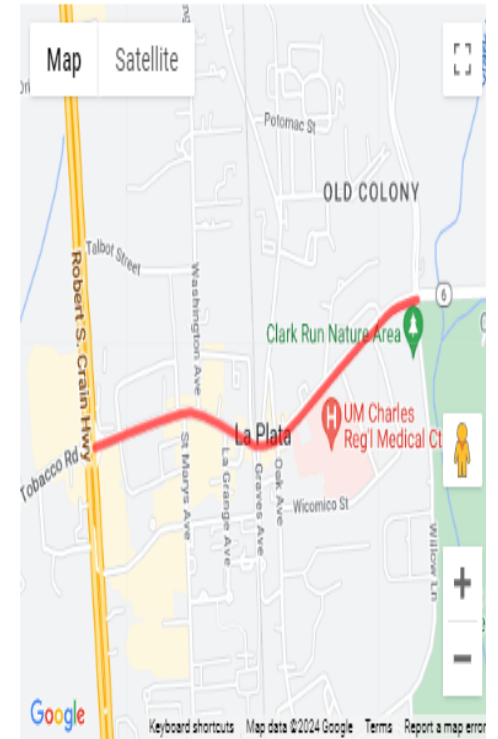 Map
Satellite
Potomac St
OLD COLONY
Talbot Street
Robert S. Crain Hwy
Washington Ave
6
Clark Run Nature Area
H
UM Charles
Reg'l Medical Ct
La Plata
Tobacco Rd
St Marys Ave
La Grange Ave
Graves Ave
Oak Ave
Wicomico St
Willow Ln
+
−
Google
Keyboard shortcuts
Map data ©2024 Google
Terms
Report a map error